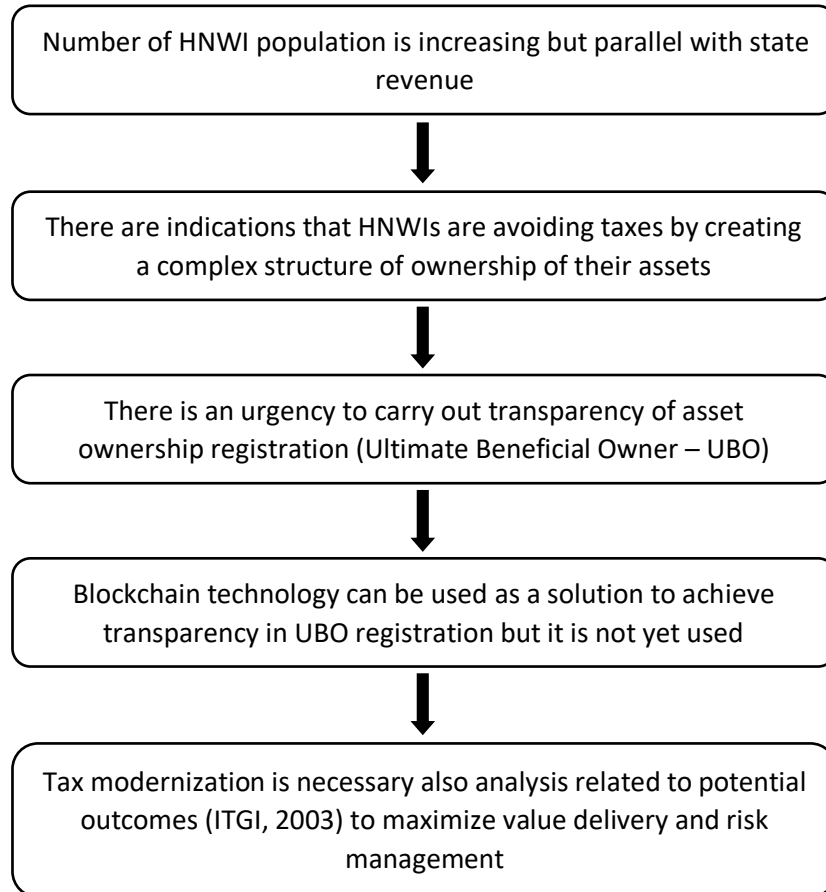 Number of HNWI population is increasing but parallel with state
revenue
There are indications that HNWIs are avoiding taxes by creating
a complex structure of ownership of their assets
There is an urgency to carry out transparency of asset
ownership registration (Ultimate Beneficial Owner – UBO)
Blockchain technology can be used as a solution to achieve
transparency in UBO registration but it is not yet used
Tax modernization is necessary also analysis related to potential
outcomes (ITGI, 2003) to maximize value delivery and risk
management